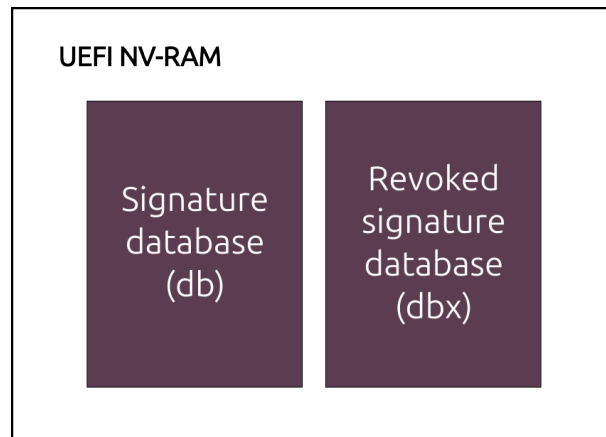 UEFI NV-RAM
Signature
database
(db)
Revoked
signature
database
(dbx)